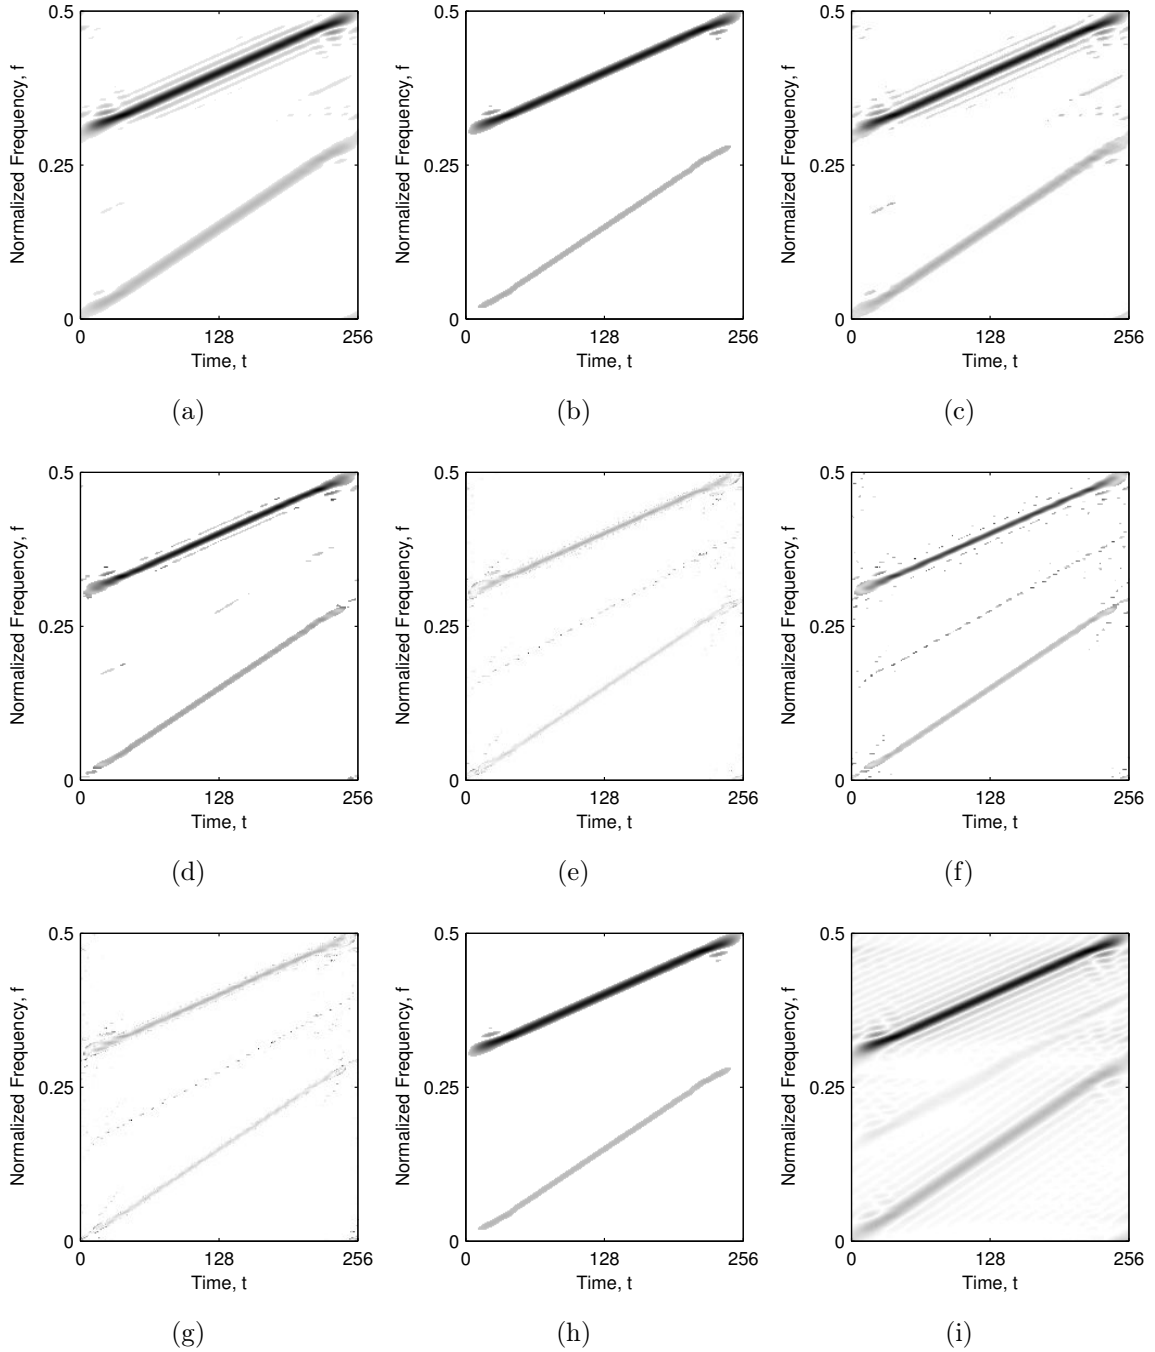 0.5 0.5 0.5
Normalized Frequency, f Normalized Frequency, f Normalized Frequency, f
0.25 0.25 0.25
0 0 0
0 128 256 0 128 256 0 128 256
Time, t Time, t Time, t
(a) (b) (c)
0.5 0.5 0.5
Normalized Frequency, f Normalized Frequency, f Normalized Frequency, f
0.25 0.25 0.25
0 0 0
0 128 256 0 128 256 0 128 256
Time, t Time, t Time, t
(d) (e) (f)
0.5 0.5 0.5
Normalized Frequency, f Normalized Frequency, f Normalized Frequency, f
0.25 0.25 0.25
0 0 0
0 128 256 0 128 256 0 128 256
Time, t Time, t Time, t
(g) (h) (i)